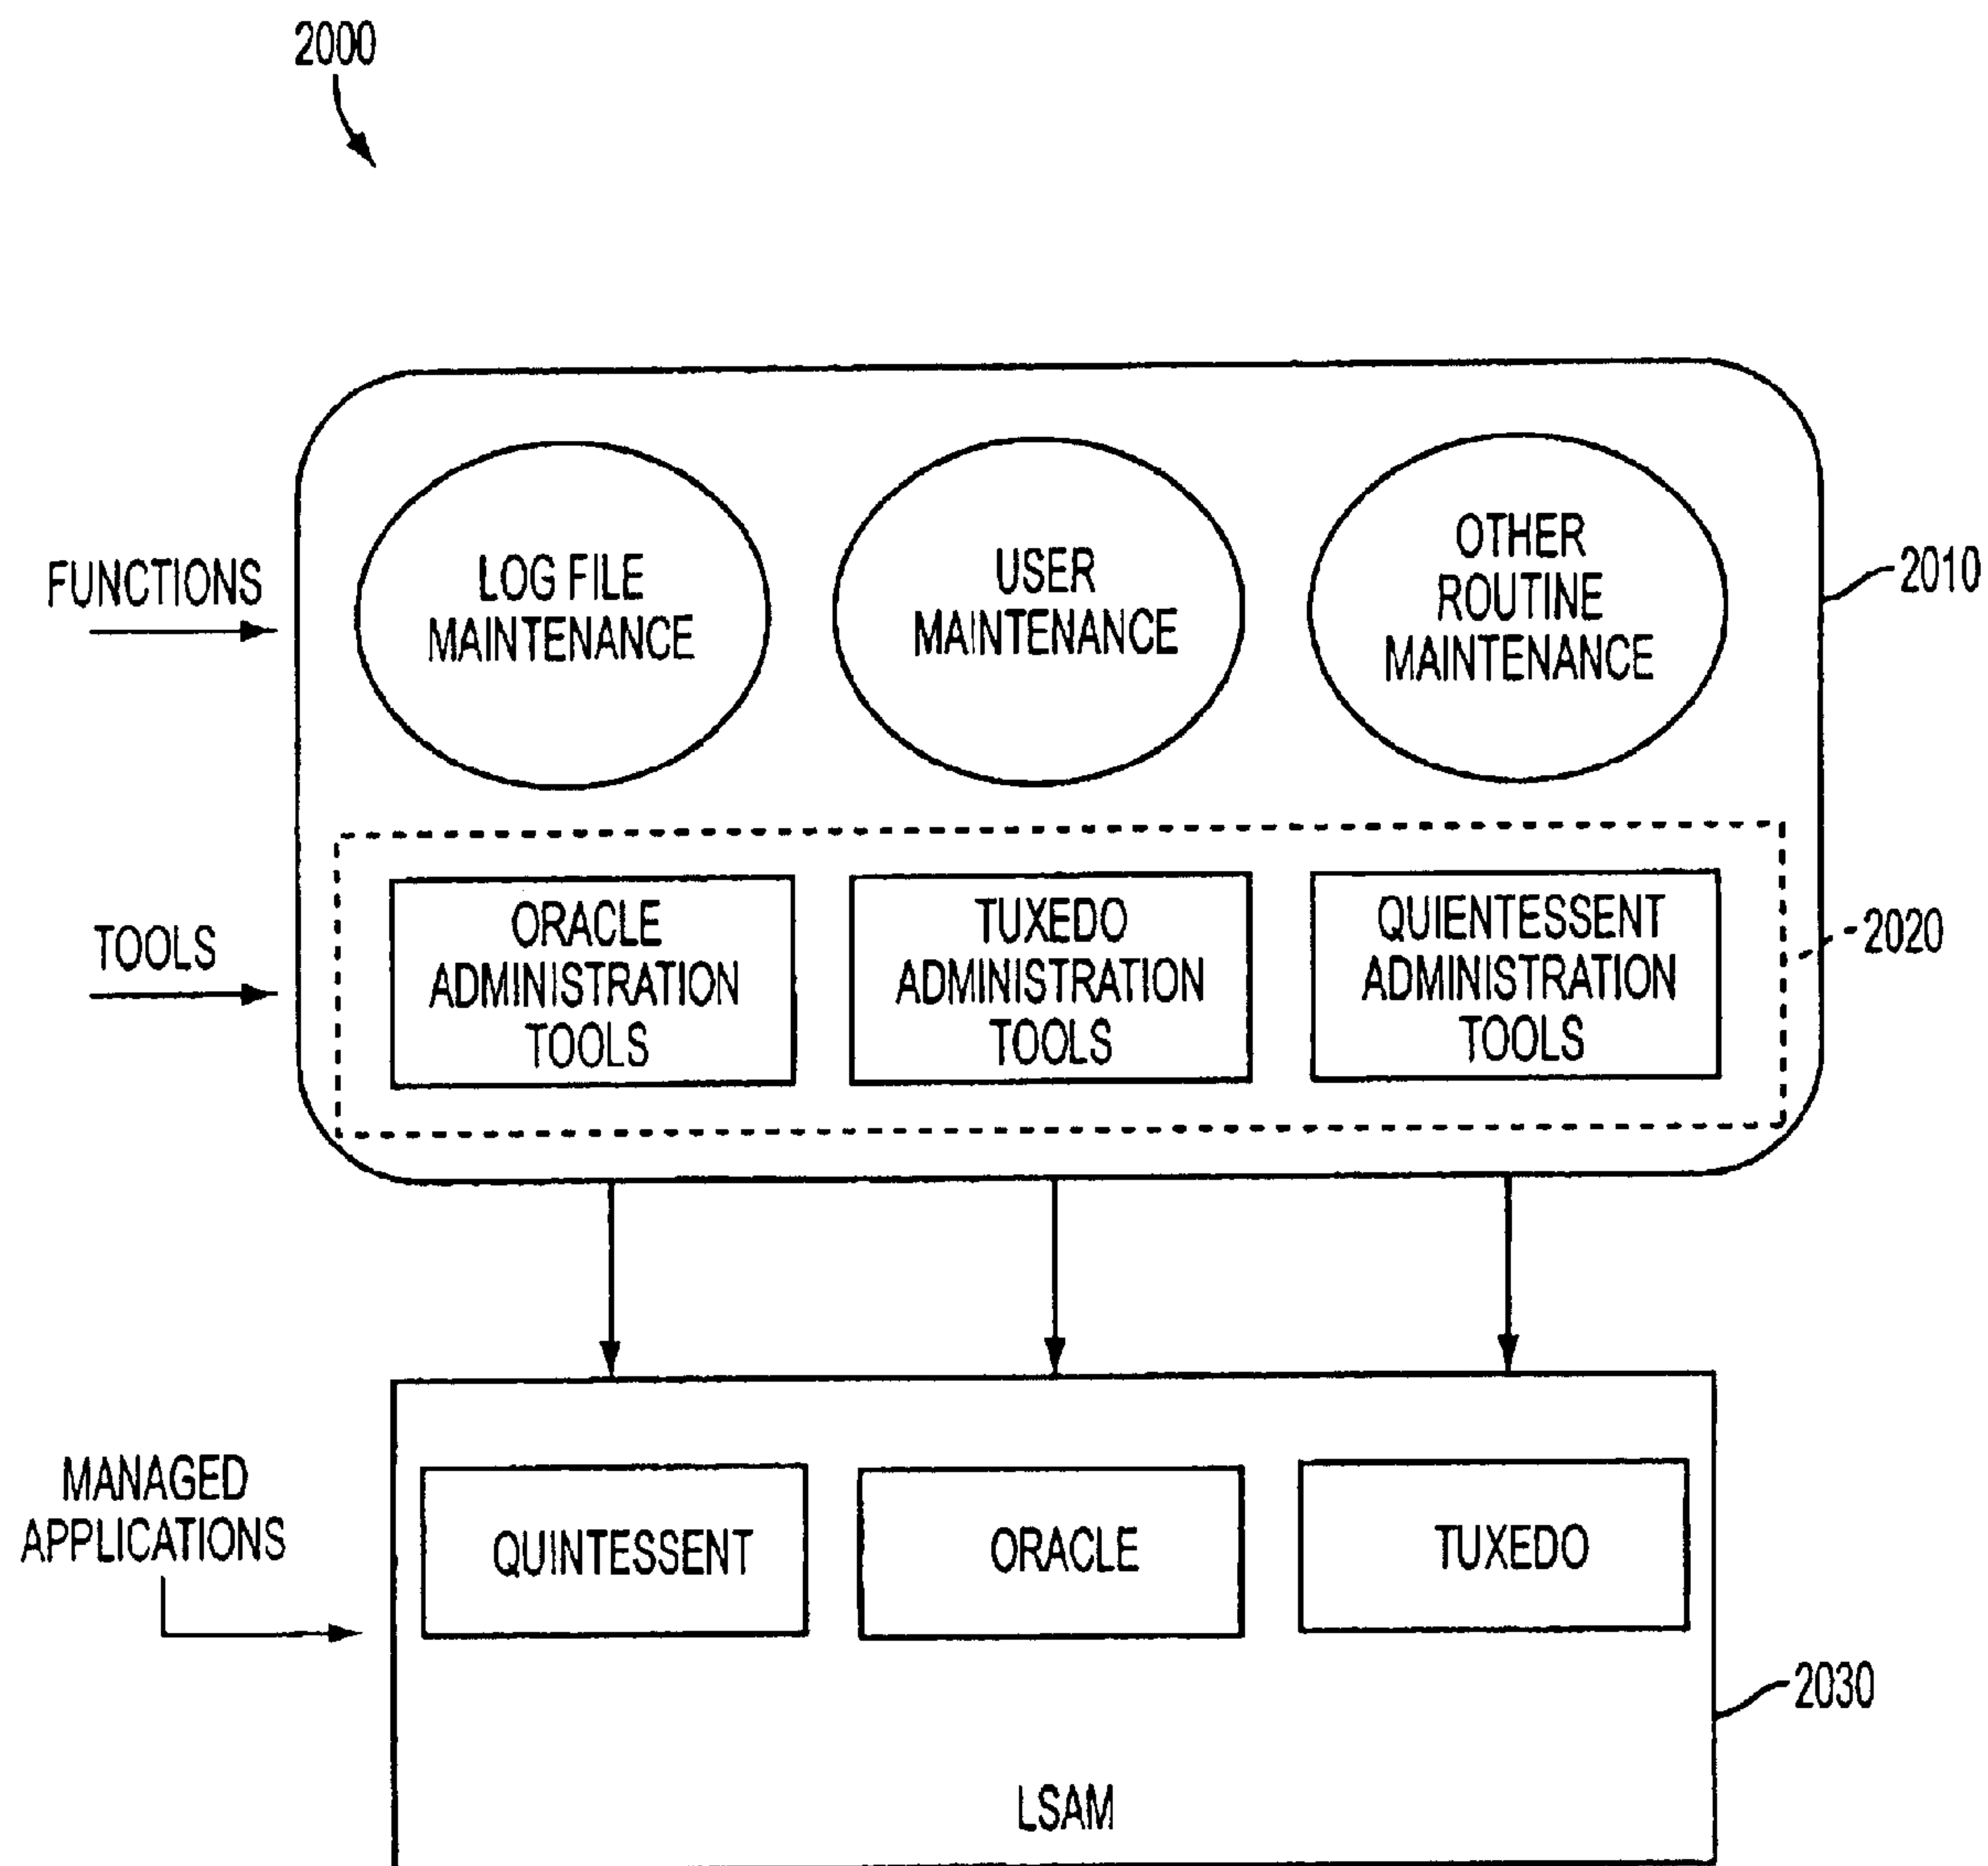 2000
FUNCTIONS
LOG FILE
MAINTENANCE
USER
MAINTENANCE
OTHER
ROUTINE
MAINTENANCE
2010
TOOLS
ORACLE
ADMINISTRATION
TOOLS
TUXEDO
ADMINISTRATION
TOOLS
QUIENTESSENT
ADMINISTRATION
TOOLS
2020
MANAGED
APPLICATIONS
QUINTESSENT
ORACLE
TUXEDO
2030
LSAM